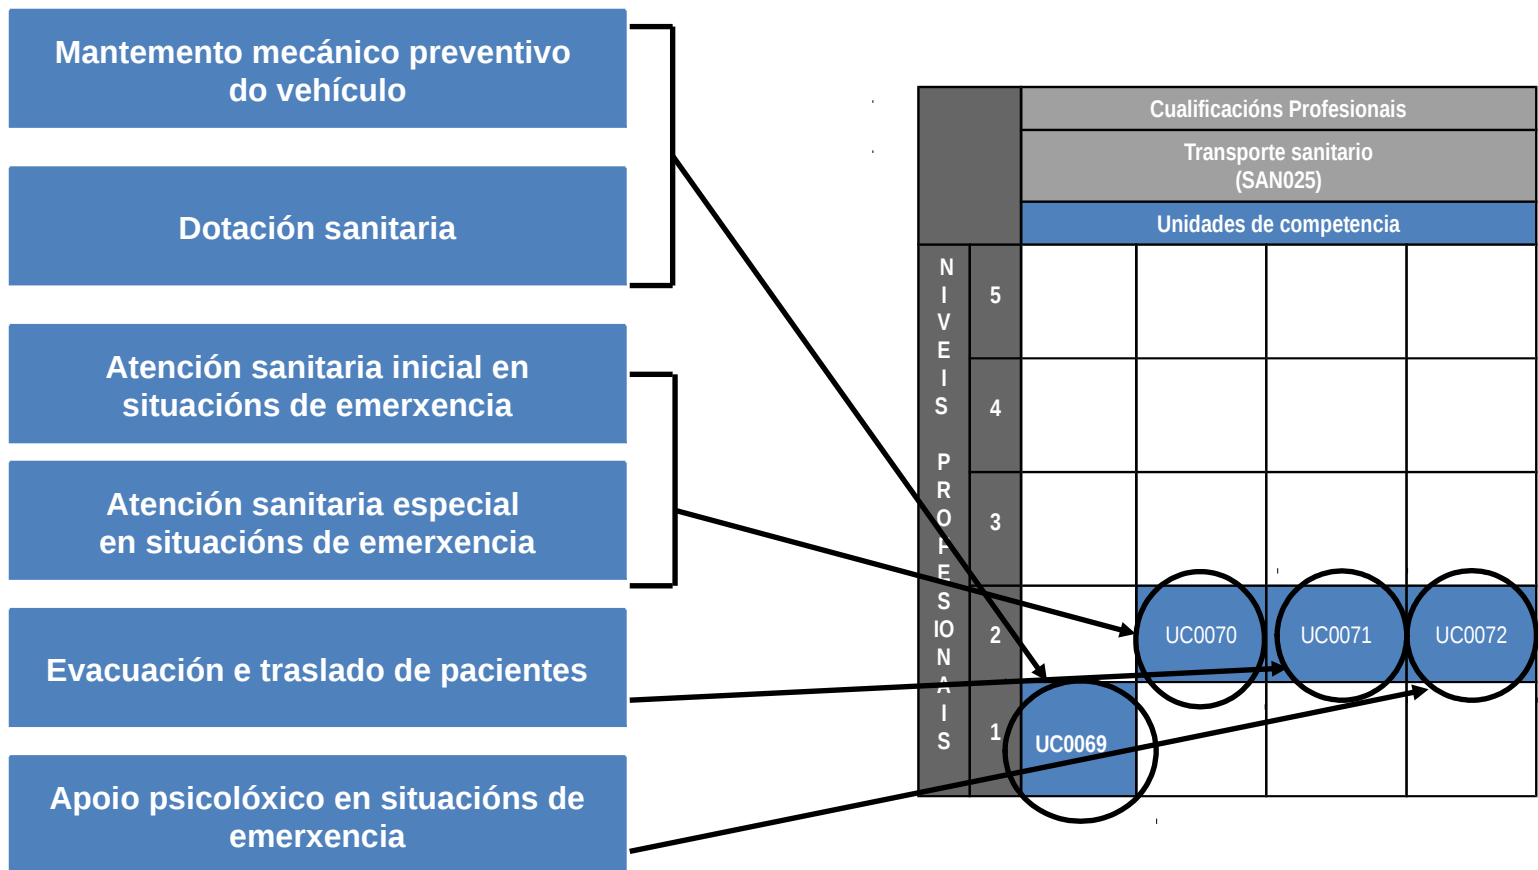 Mantemento mecánico preventivo
do vehículo
Dotación sanitaria
Atención sanitaria inicial en
situacións de emerxencia
Atención sanitaria especial
en situacións de emerxencia
Evacuación e traslado de pacientes
Apoio psicolóxico en situacións de
emerxencia
Cualificacións Profesionais
Transporte sanitario
(SAN025)
Unidades de competencia
NIVEIS PROFESIONAIS
5
4
3
2
UC0070 UC0071 UC0072
1
UC0069